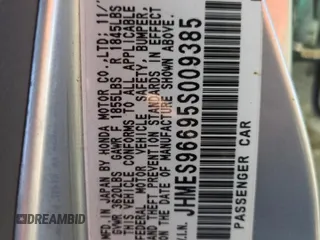 MFD. IN JAPAN BY HONDA MOTOR CO.,LTD; 11/
GVWR 3620LBS GAWR F 1855LBS R 1845LBS
THIS VEHICLE CONFORMS TO ALL APPLICABLE
FEDERAL MOTOR VEHICLE SAFETY, BUMPER,
AND THEFT PREVENTION STANDARDS IN EFFECT
ON THE DATE OF MANUFACTURE SHOWN ABOVE.
V.I.N. JHMES96695S009385
PASSENGER CAR
DREAMBID